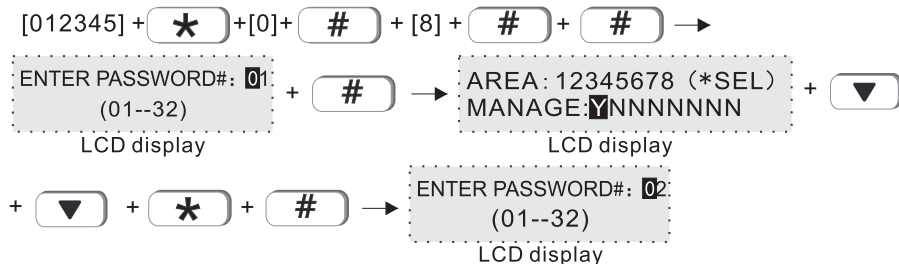 [012345] + * +[0]+ # + [8] + # + # →
ENTER PASSWORD#: 01
(01--32)
+ # →
AREA: 12345678 (*SEL)
MANAGE:YNNNNNNN
+ ▼
LCD display
LCD display
+ ▼ + * + # →
ENTER PASSWORD#: 02
(01--32)
LCD display